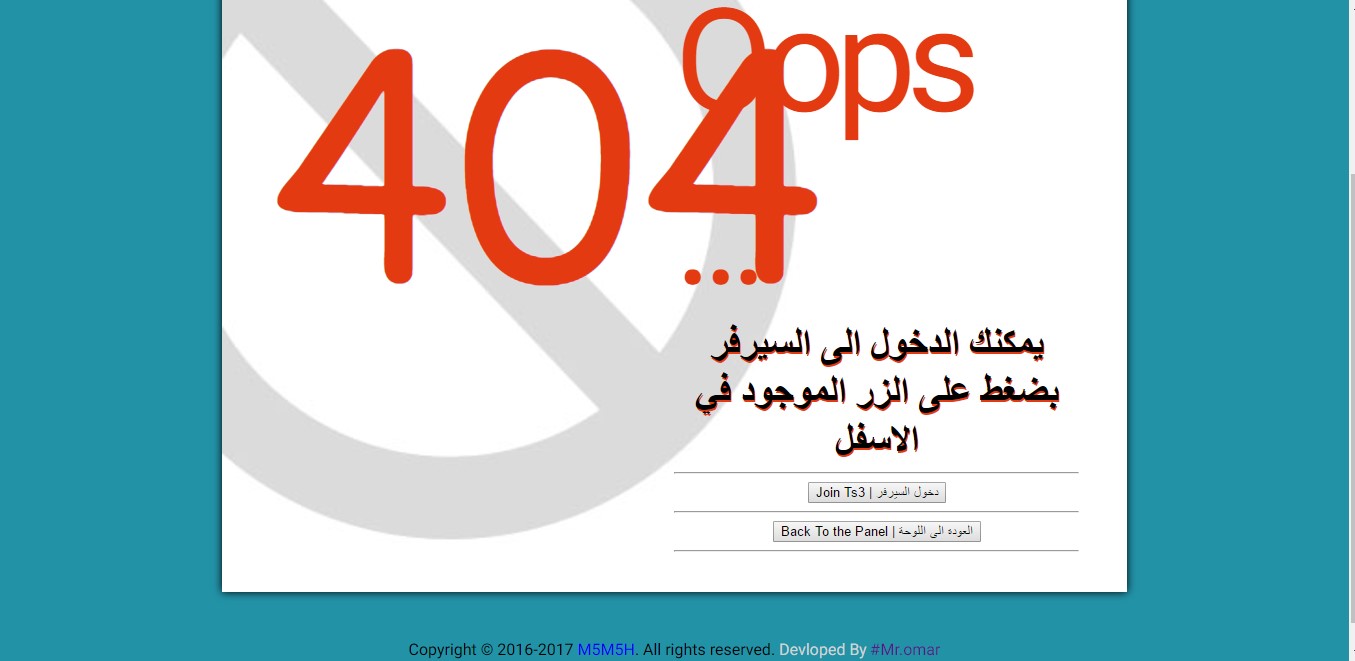 Oops
404
...
يمكنك الدخول الى السيرفر
بضغط على الزر الموجود في
الاسفل
Join Ts3 | دخول السيرفر
Back To the Panel | العودة الى اللوحة
Copyright © 2016-2017 M5M5H. All rights reserved. Devloped By #Mr.omar